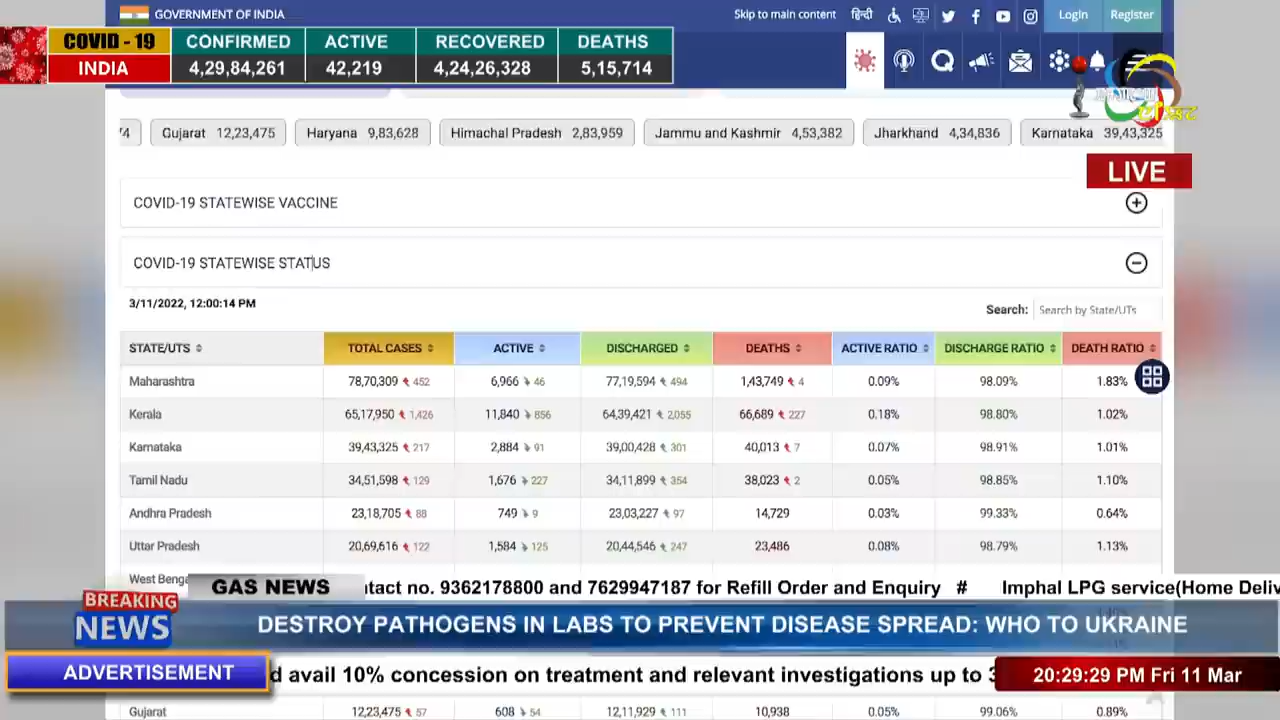 GOVERNMENT OF INDIA
Skip to main content हिन्दी Login Register
COVID - 19 CONFIRMED ACTIVE RECOVERED DEATHS
INDIA 4,29,84,261 42,219 4,24,26,328 5,15,714
Gujarat 12,23,475 Haryana 9,83,628 Himachal Pradesh 2,83,959 Jammu and Kashmir 4,53,382 Jharkhand 4,34,836 Karnataka 39,43,325
LIVE
COVID-19 STATEWISE VACCINE
COVID-19 STATEWISE STATUS
3/11/2022, 12:00:14 PM
Search: Search by State/UTs
STATE/UTS TOTAL CASES ACTIVE DISCHARGED DEATHS ACTIVE RATIO DISCHARGE RATIO DEATH RATIO
Maharashtra 78,70,309 452 6,966 46 77,19,594 494 1,43,749 4 0.09% 98.09% 1.83%
Kerala 65,17,950 1,426 11,840 856 64,39,421 2,055 66,689 227 0.18% 98.80% 1.02%
Karnataka 39,43,325 217 2,884 91 39,00,428 301 40,013 7 0.07% 98.91% 1.01%
Tamil Nadu 34,51,598 129 1,676 227 34,11,899 354 38,023 2 0.05% 98.85% 1.10%
Andhra Pradesh 23,18,705 88 749 9 23,03,227 97 14,729 0.03% 99.33% 0.64%
Uttar Pradesh 20,69,616 122 1,584 125 20,44,546 247 23,486 0.08% 98.79% 1.13%
West Benga
GAS NEWS ntact no. 9362178800 and 7629947187 for Refill Order and Enquiry # Imphal LPG service(Home Deliv
BREAKING
NEWS DESTROY PATHOGENS IN LABS TO PREVENT DISEASE SPREAD: WHO TO UKRAINE
ADVERTISEMENT d avail 10% concession on treatment and relevant investigations up to 3 20:29:29 PM Fri 11 Mar
Gujarat 12,23,475 57 608 54 12,11,929 111 10,938 0.05% 99.06% 0.89%